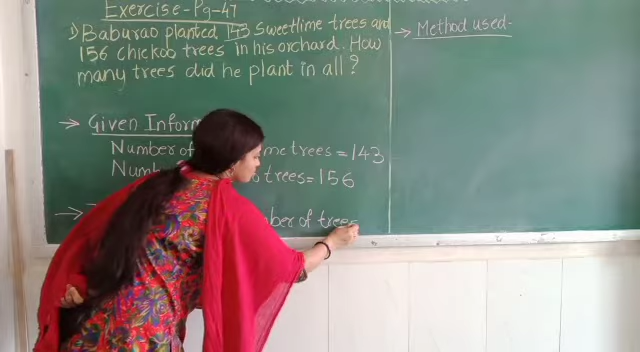 Exercise-Pg-47
1) Baburao planted 143 Sweetlime trees and
156 chickoo trees in his orchard. How
many trees did he plant in all?
→ Given Inform
Number of me trees = 143
Num trees = 156
→ ber of trees
→ Method used-